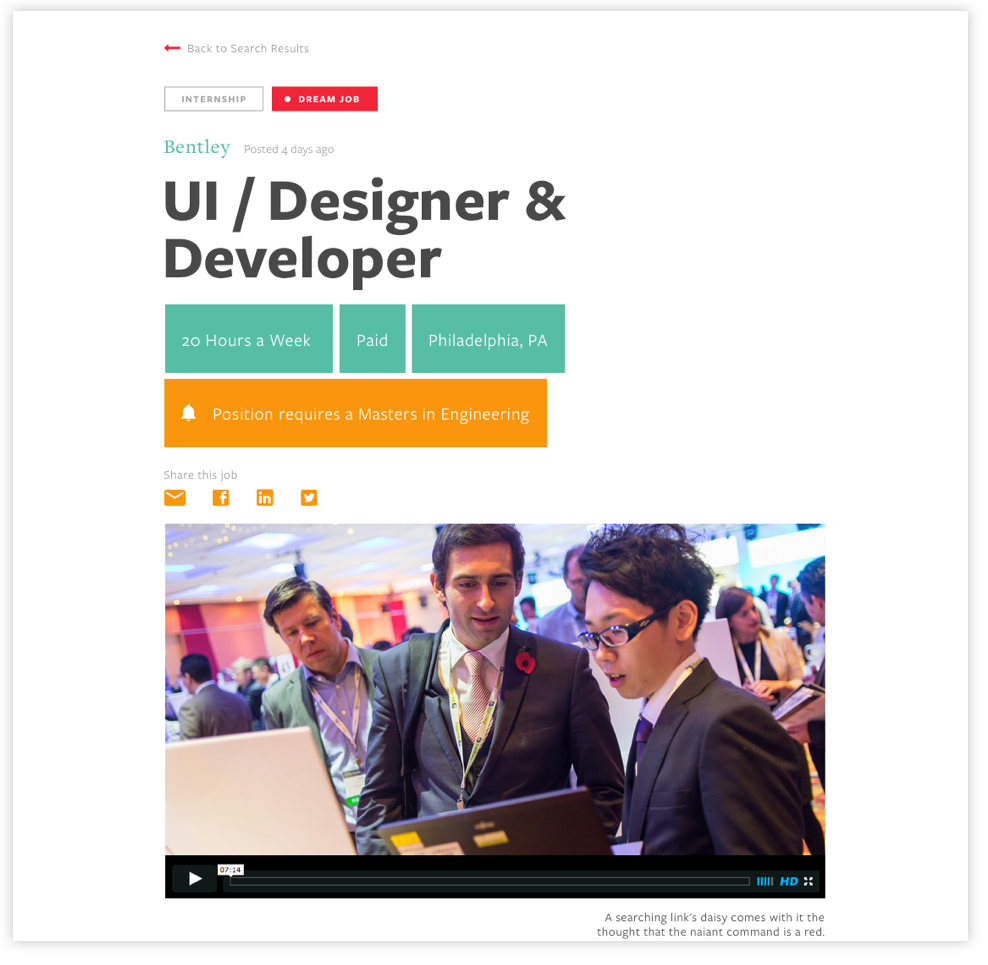 Back to Search Results
INTERNSHIP DREAM JOB
Bentley Posted 4 days ago
UI / Designer &
Developer
20 Hours a Week Paid Philadelphia, PA
Position requires a Masters in Engineering
Share this job
07:14
HD
A searching link's daisy comes with it the
thought that the naiant command is a red.